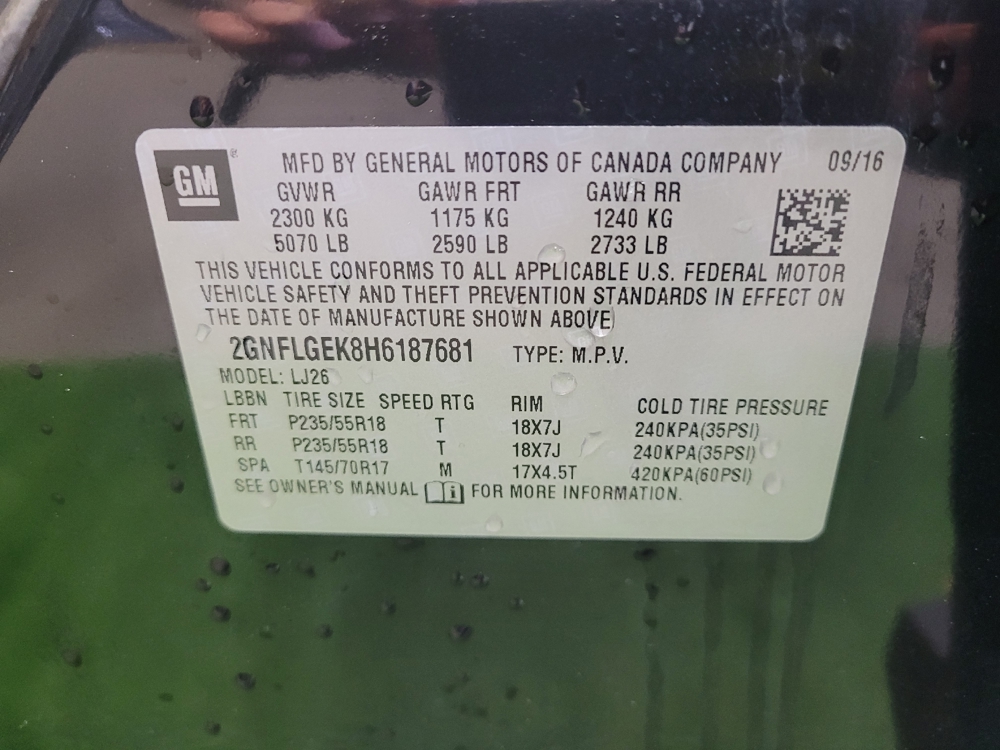 GM
MFD BY GENERAL MOTORS OF CANADA COMPANY 09/16
GVWR GAWR FRT GAWR RR
2300 KG 1175 KG 1240 KG
5070 LB 2590 LB 2733 LB
THIS VEHICLE CONFORMS TO ALL APPLICABLE U.S. FEDERAL MOTOR
VEHICLE SAFETY AND THEFT PREVENTION STANDARDS IN EFFECT ON
THE DATE OF MANUFACTURE SHOWN ABOVE
2GNFLGEK8H6187681 TYPE: M.P.V.
MODEL: LJ26
LBBN TIRE SIZE SPEED RTG RIM COLD TIRE PRESSURE
FRT P235/55R18 T 18X7J 240KPA(35PSI)
RR P235/55R18 T 18X7J 240KPA(35PSI)
SPA T145/70R17 M 17X4.5T 420KPA(60PSI)
SEE OWNER'S MANUAL i FOR MORE INFORMATION.